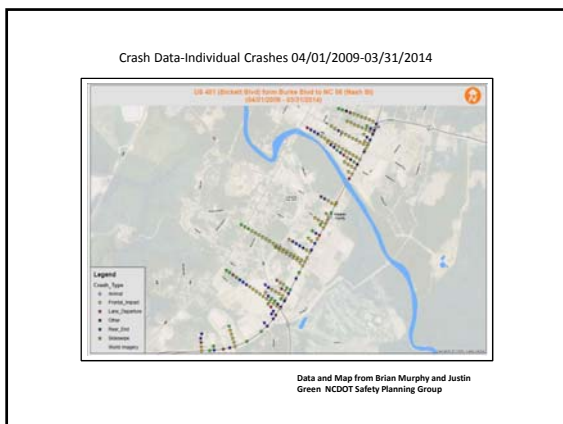 Crash Data-Individual Crashes 04/01/2009-03/31/2014
US 401 (Bickett Blvd) form Burke Blvd to NC 56 (Nash St)
(04/01/2009 - 03/31/2014)
Legend
Crash_Type
Animal
Frontal_Impact
Lane_Departure
Other
Rear_End
Sideswipe
World Imagery
Data and Map from Brian Murphy and Justin
Green NCDOT Safety Planning Group